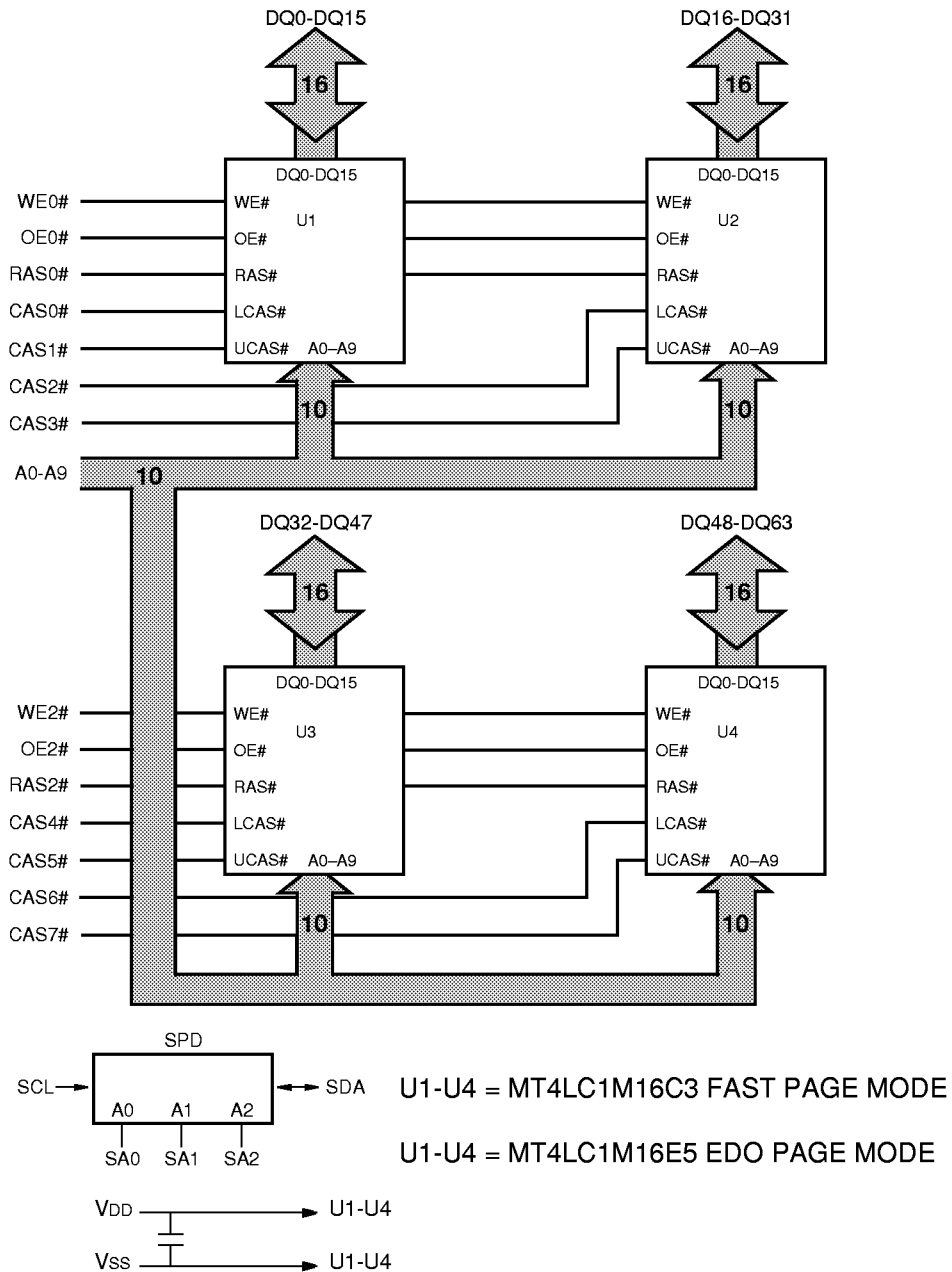 DQ0-DQ15 DQ16-DQ31
16 16
DQ0-DQ15 DQ0-DQ15
WE0# WE# WE#
U1 U2
OE0# OE# OE#
RAS0# RAS# RAS#
CAS0# LCAS# LCAS#
CAS1# UCAS# A0–A9 UCAS# A0–A9
CAS2#
10 10
CAS3#
A0-A9 10
DQ32-DQ47 DQ48-DQ63
16 16
DQ0-DQ15 DQ0-DQ15
WE2# WE# WE#
U3 U4
OE2# OE# OE#
RAS2# RAS# RAS#
CAS4# LCAS# LCAS#
CAS5# UCAS# A0–A9 UCAS# A0–A9
CAS6#
10 10
CAS7#
SPD
SCL SDA
A0 A1 A2
SA0 SA1 SA2
U1-U4 = MT4LC1M16C3 FAST PAGE MODE
U1-U4 = MT4LC1M16E5 EDO PAGE MODE
VDD U1-U4
VSS U1-U4